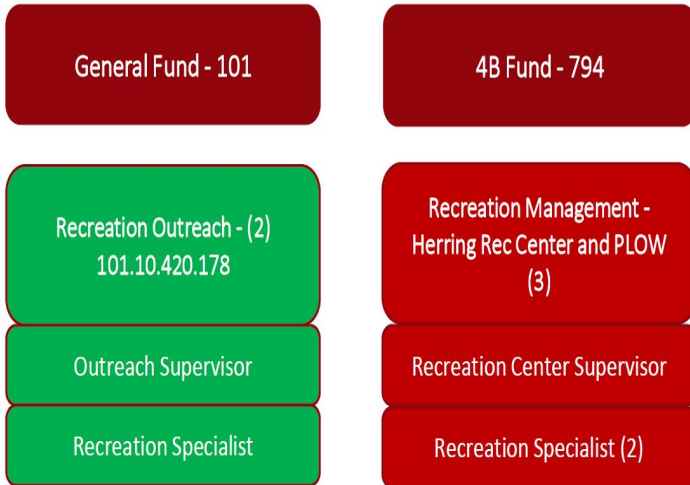 General Fund - 101
4B Fund - 794
Recreation Outreach - (2)
101.10.420.178
Recreation Management -
Herring Rec Center and PLOW
(3)
Outreach Supervisor
Recreation Center Supervisor
Recreation Specialist
Recreation Specialist (2)